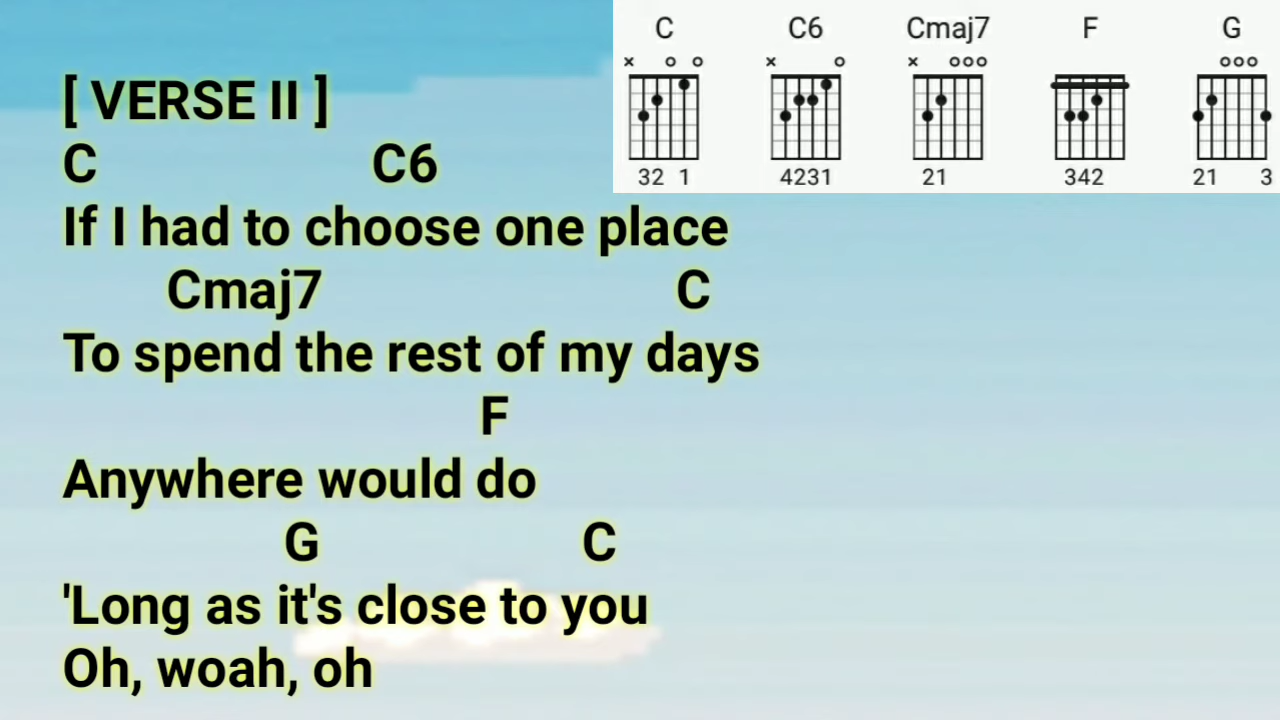 C C6 Cmaj7 F G
x o o x o x ooo ooo
32 1 4231 21 342 21 3
[ VERSE II ]
C C6
If I had to choose one place
Cmaj7 C
To spend the rest of my days
F
Anywhere would do
G C
'Long as it's close to you
Oh, woah, oh